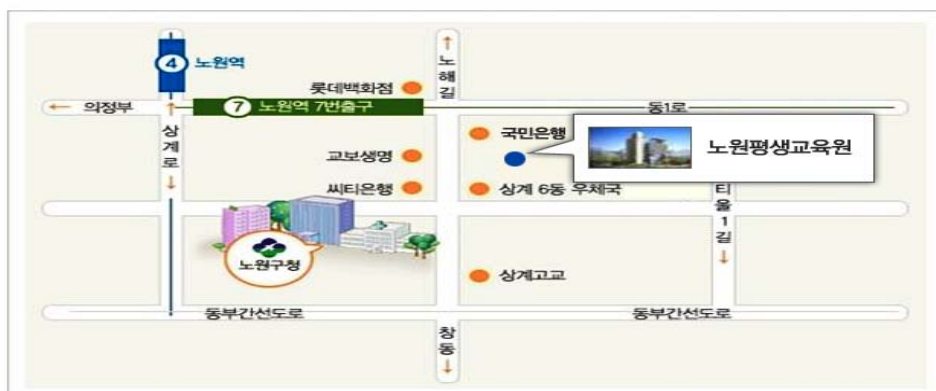 4 노원역
노해길
롯데백화점
← 의정부
7 노원역 7번출구
동1로
상계로
국민은행
노원평생교육원
교보생명
씨티은행
상계 6동 우체국
티울1길
노원구청
상계고교
동부간선도로
동부간선도로
창동